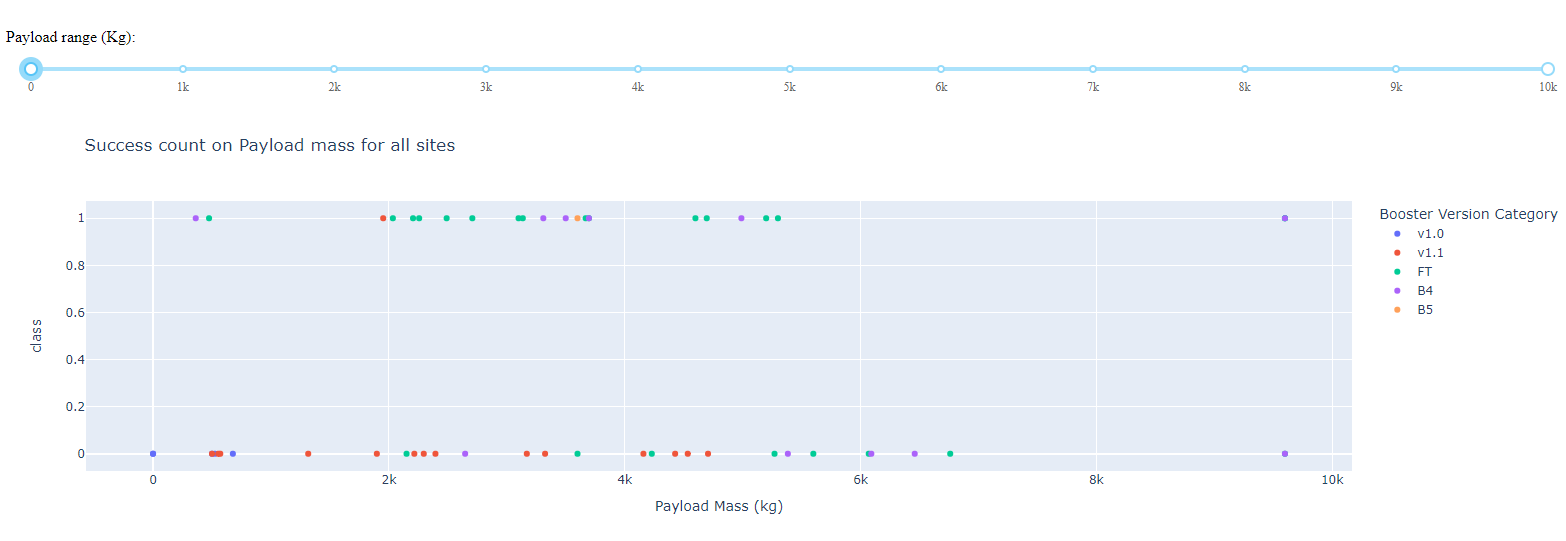 Payload range (Kg):
0 1k 2k 3k 4k 5k 6k 7k 8k 9k 10k
Success count on Payload mass for all sites
Booster Version Category
v1.0
v1.1
FT
B4
B5
class
1
0.8
0.6
0.4
0.2
0
0 2k 4k 6k 8k 10k
Payload Mass (kg)